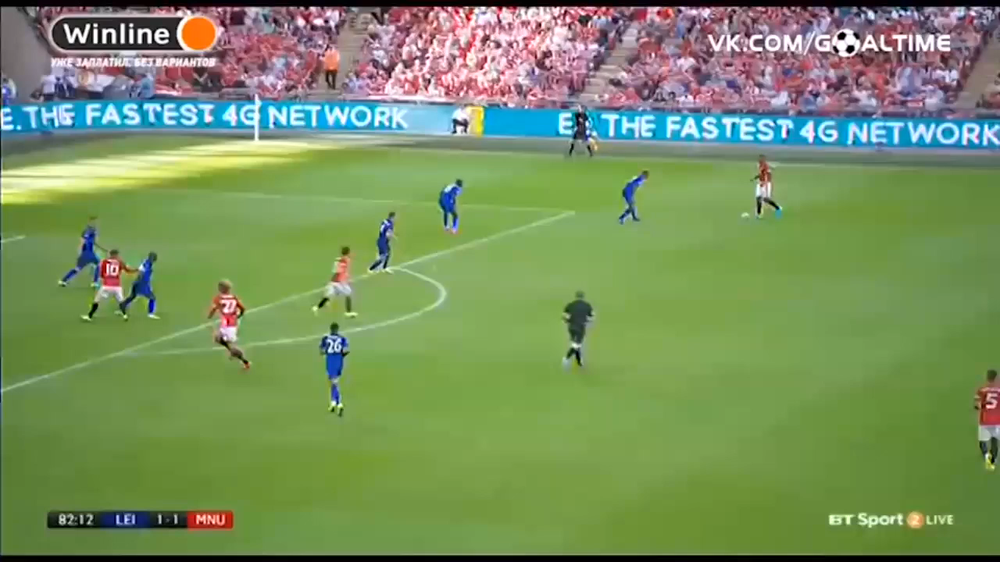 Winline
УЖЕ ЗАПЛАТИЛ. БЕЗ ВАРИАНТОВ
VK.COM/GOALTIME
E. THE FASTEST 4G NETWORK
THE FASTEST 4G NETWORK
10
27
26
5
82:12 LEI 1-1 MNU
BT Sport 2 LIVE